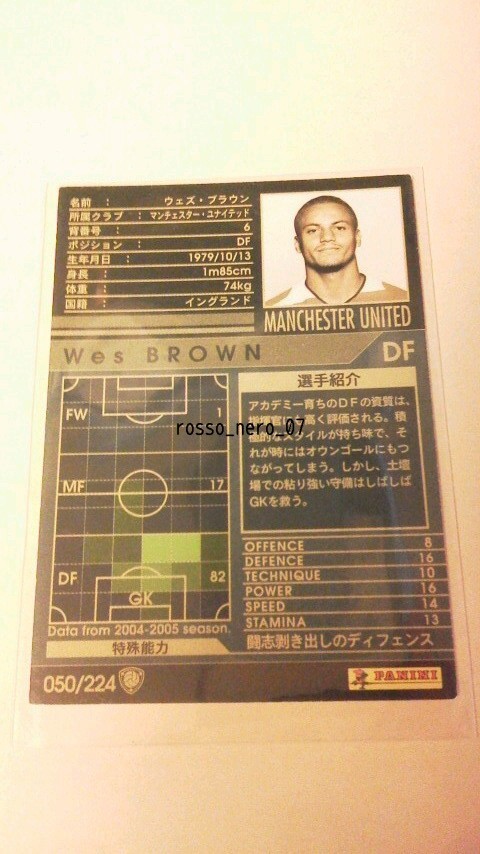 名前 : ウェズ・ブラウン
所属クラブ : マンチェスター・ユナイテッド
背番号 : 6
ポジション : DF
生年月日 : 1979/10/13
身長 : 1m85cm
体重 : 74kg
国籍 : イングランド
MANCHESTER UNITED
Wes BROWN
DF
FW 1
MF 17
DF 82
GK
Data from 2004-2005 season.
選手紹介
アカデミー育ちのDFの資質は、
高く評価される。積
スタイルが持ち味で、そ
れが時にはオウンゴールにもつ
ながってしまう。しかし、土壇
場での粘り強い守備はしばしば
GKを救う。
rosso_nero_07
OFFENCE 8
DEFENCE 16
TECHNIQUE 10
POWER 16
SPEED 14
STAMINA 13
特殊能力
闘志剥き出しのディフェンス
050/224
PANINI